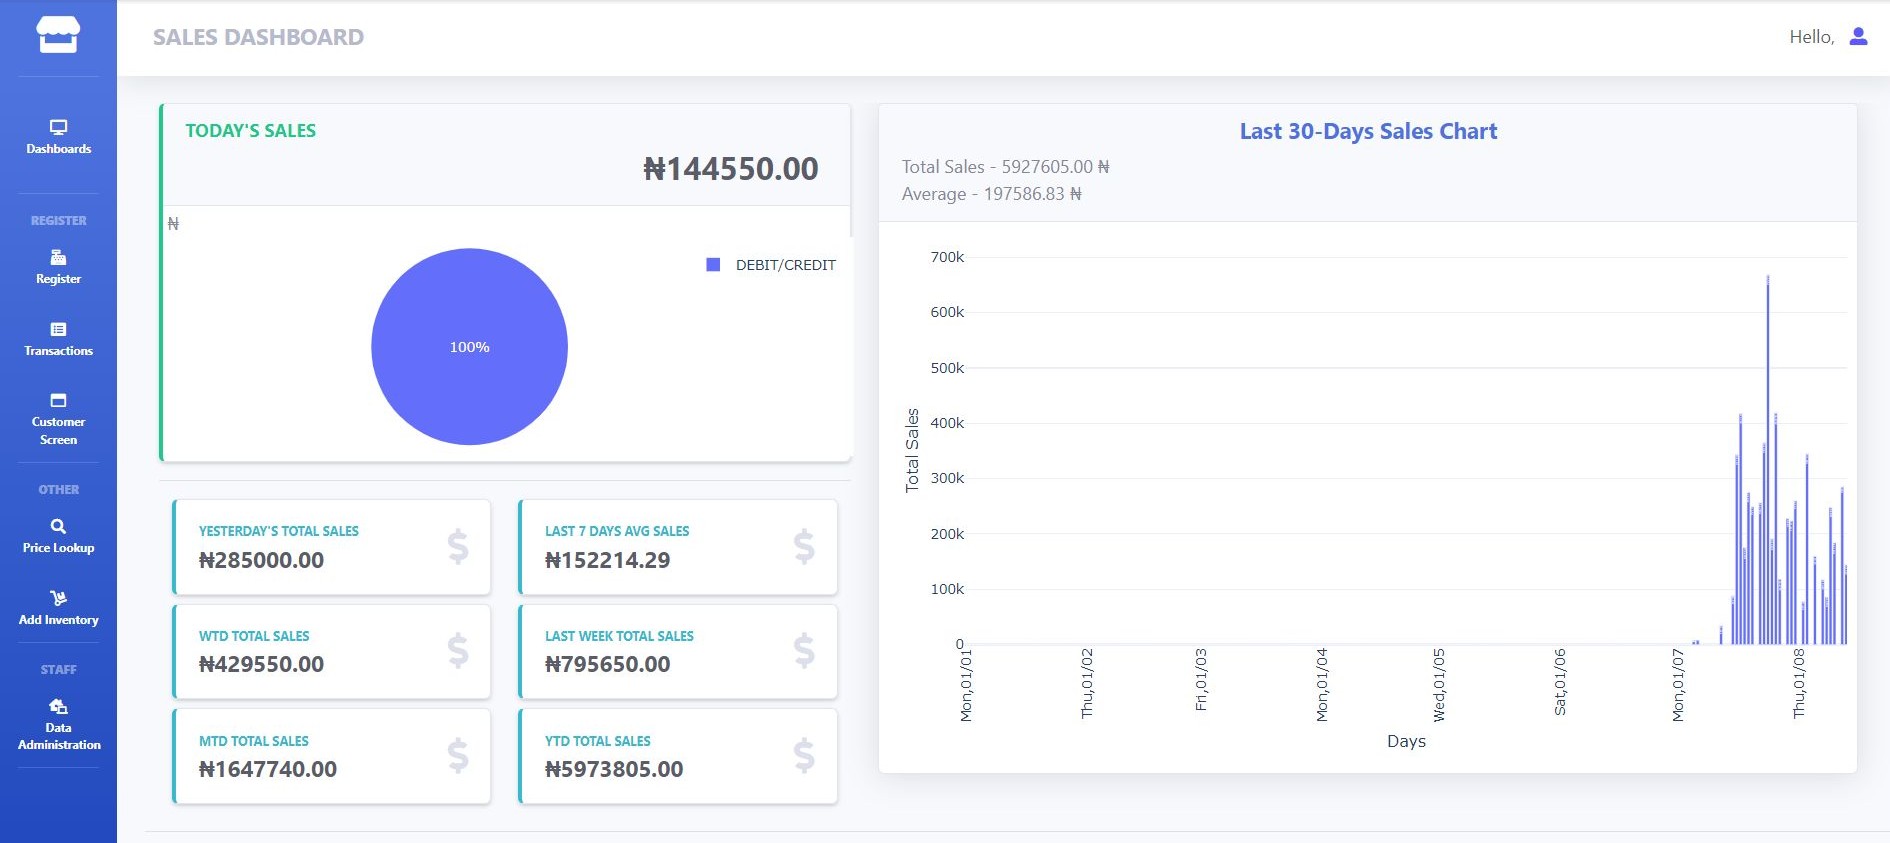 SALES DASHBOARD
Hello,
Dashboards
REGISTER
Register
Transactions
Customer
Screen
OTHER
Price Lookup
Add Inventory
STAFF
Data
Administration
TODAY'S SALES
₦144550.00
₦
DEBIT/CREDIT
100%
YESTERDAY'S TOTAL SALES
₦285000.00
LAST 7 DAYS AVG SALES
₦152214.29
WTD TOTAL SALES
₦429550.00
LAST WEEK TOTAL SALES
₦795650.00
MTD TOTAL SALES
₦1647740.00
YTD TOTAL SALES
₦5973805.00
Last 30-Days Sales Chart
Total Sales - 5927605.00 ₦
Average - 197586.83 ₦
Total Sales
700k
600k
500k
400k
300k
200k
100k
0
Mon,01/01
Thu,01/02
Fri,01/03
Mon,01/04
Wed,01/05
Sat,01/06
Mon,01/07
Thu,01/08
Days